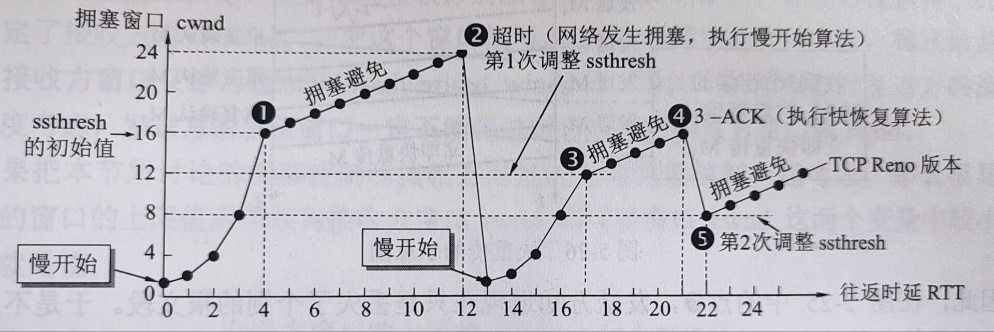 拥塞窗口 cwnd
24
20
ssthresh
的初始值
16
12
8
4
0
❶
拥塞避免
❷超时（网络发生拥塞，执行慢开始算法）
第1次调整 ssthresh
❸
拥塞避免
❹3-ACK（执行快恢复算法）
拥塞避免
TCP Reno 版本
❺第2次调整 ssthresh
慢开始
慢开始
0 2 4 6 8 10 12 14 16 18 20 22 24
往返时延 RTT